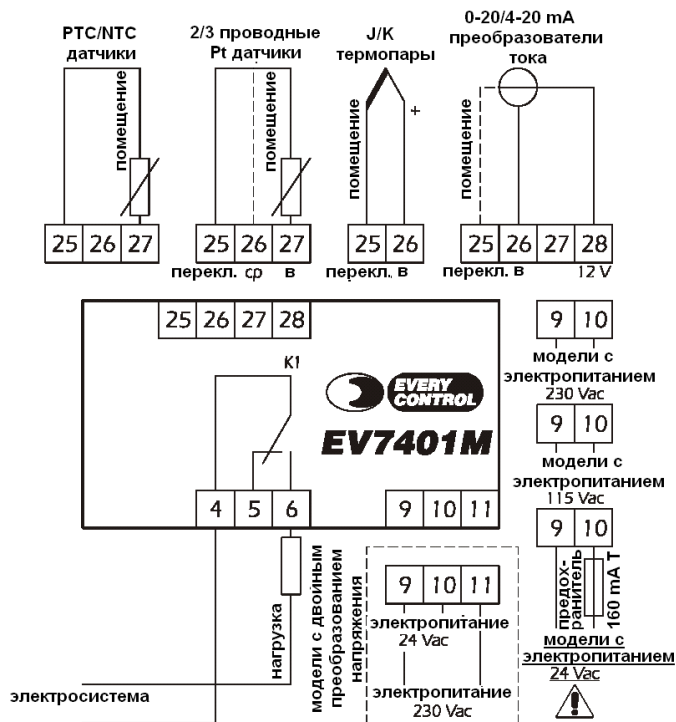 PTC/NTC
датчики
2/3 проводные
Pt датчики
J/K
термопары
0-20/4-20 mA
преобразователи
тока
помещение
помещение
помещение
+
помещение
25 26 27
25 26 27
25 26
25 26 27 28
перекл. ср в
перекл. в
перекл. в
12 V
25 26 27 28
K1
EVERY
CONTROL
EV7401M
4 5 6
9 10 11
9 10
модели с
электропитанием
230 Vac
9 10
модели с
электропитанием
115 Vac
9 10
предох-
ранитель
160 mA T
модели с
электропитанием
24 Vac
нагрузка
модели с двойным
преобразованием
напряжения
9 10 11
электропитание
24 Vac
электропитание
230 Vac
электросистема